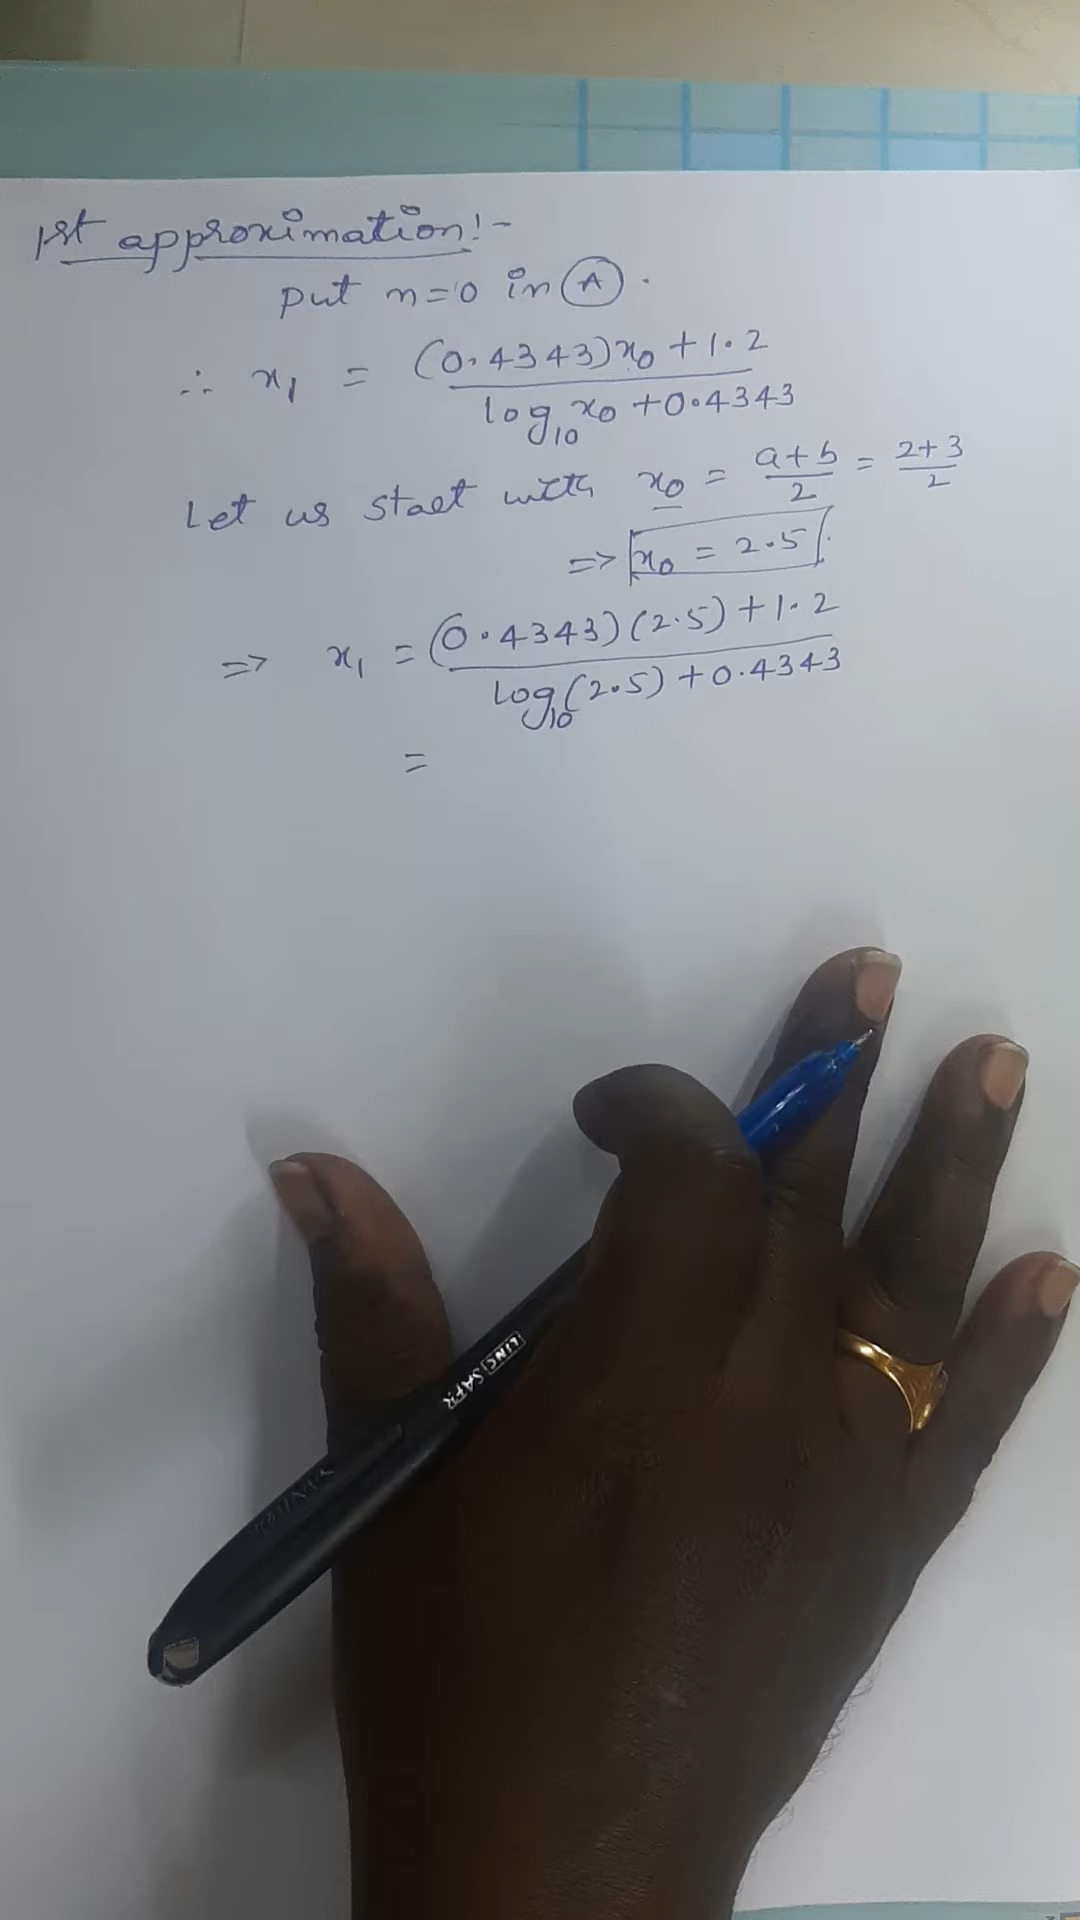 1st approximation:-
put n=0 in (A).
∴ x₁ = (0.4343)x₀ + 1.2 / log₁₀ x₀ + 0.4343
Let us start with x₀ = a+b/2 = 2+3/2
=> x₀ = 2.5
=> x₁ = (0.4343)(2.5) + 1.2 / log₁₀(2.5) + 0.4343
=
LINC SAFR